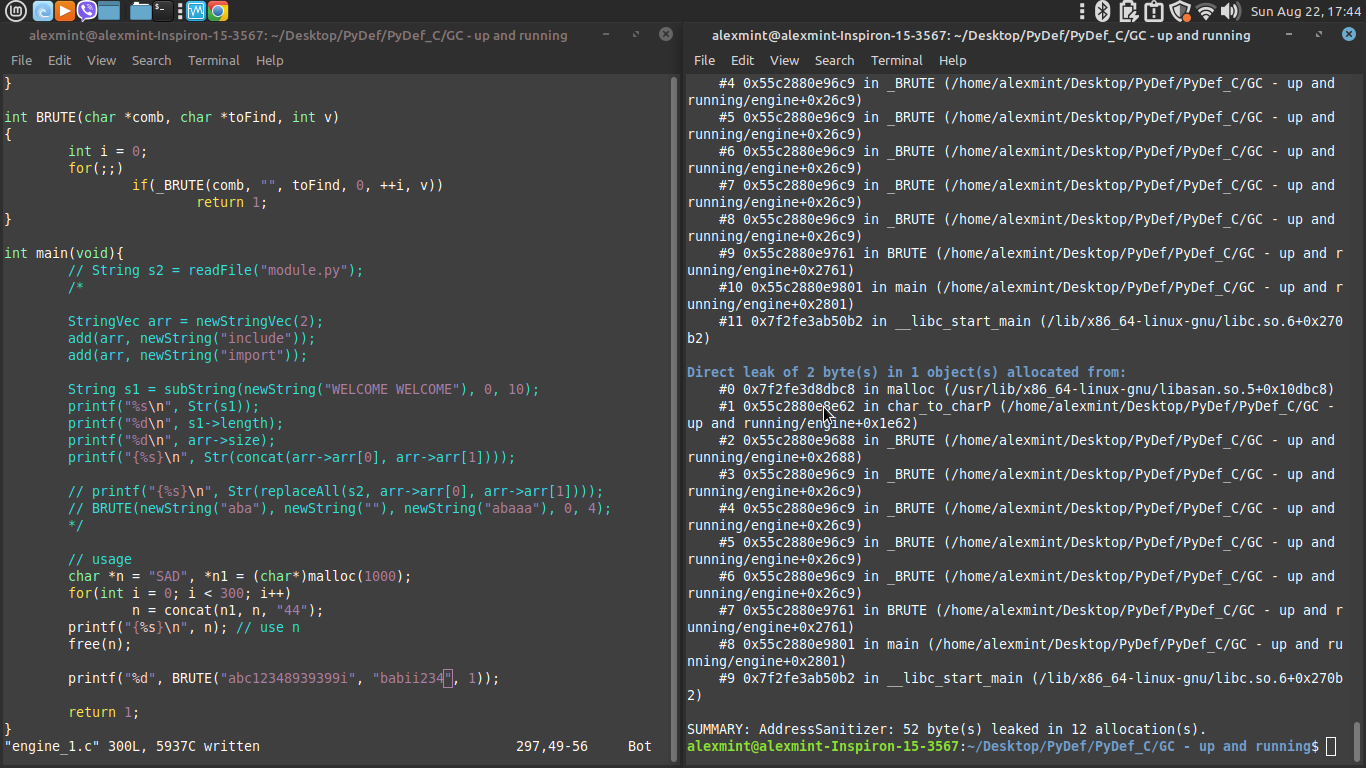 Sun Aug 22, 17:44
alexmint@alexmint-Inspiron-15-3567: ~/Desktop/PyDef/PyDef_C/GC - up and running
File Edit View Search Terminal Help
}
int BRUTE(char *comb, char *toFind, int v)
{
int i = 0;
for(;;)
if(_BRUTE(comb, "", toFind, 0, ++i, v))
return 1;
}
int main(void){
// String s2 = readFile("module.py");
/*
StringVec arr = newStringVec(2);
add(arr, newString("include"));
add(arr, newString("import"));
String s1 = subString(newString("WELCOME WELCOME"), 0, 10);
printf("%s\n", Str(s1));
printf("%d\n", s1->length);
printf("%d\n", arr->size);
printf("{%s}\n", Str(concat(arr->arr[0], arr->arr[1])));
// printf("{%s}\n", Str(replaceAll(s2, arr->arr[0], arr->arr[1])));
// BRUTE(newString("aba"), newString(""), newString("abaaa"), 0, 4);
*/
// usage
char *n = "SAD", *n1 = (char*)malloc(1000);
for(int i = 0; i < 300; i++)
n = concat(n1, n, "44");
printf("{%s}\n", n); // use n
free(n);
printf("%d", BRUTE("abc12348939399i", "babii234", 1));
return 1;
}
"engine_1.c" 300L, 5937C written 297,49-56 Bot
alexmint@alexmint-Inspiron-15-3567: ~/Desktop/PyDef/PyDef_C/GC - up and running
File Edit View Search Terminal Help
#4 0x55c2880e96c9 in _BRUTE (/home/alexmint/Desktop/PyDef/PyDef_C/GC - up and
running/engine+0x26c9)
#5 0x55c2880e96c9 in _BRUTE (/home/alexmint/Desktop/PyDef/PyDef_C/GC - up and
running/engine+0x26c9)
#6 0x55c2880e96c9 in _BRUTE (/home/alexmint/Desktop/PyDef/PyDef_C/GC - up and
running/engine+0x26c9)
#7 0x55c2880e96c9 in _BRUTE (/home/alexmint/Desktop/PyDef/PyDef_C/GC - up and
running/engine+0x26c9)
#8 0x55c2880e96c9 in _BRUTE (/home/alexmint/Desktop/PyDef/PyDef_C/GC - up and
running/engine+0x26c9)
#9 0x55c2880e9761 in BRUTE (/home/alexmint/Desktop/PyDef/PyDef_C/GC - up and r
unning/engine+0x2761)
#10 0x55c2880e9801 in main (/home/alexmint/Desktop/PyDef/PyDef_C/GC - up and r
unning/engine+0x2801)
#11 0x7f2fe3ab50b2 in __libc_start_main (/lib/x86_64-linux-gnu/libc.so.6+0x270
b2)
Direct leak of 2 byte(s) in 1 object(s) allocated from:
#0 0x7f2fe3d8dbc8 in malloc (/usr/lib/x86_64-linux-gnu/libasan.so.5+0x10dbc8)
#1 0x55c2880e8e62 in char_to_charP (/home/alexmint/Desktop/PyDef/PyDef_C/GC -
up and running/engine+0x1e62)
#2 0x55c2880e9688 in _BRUTE (/home/alexmint/Desktop/PyDef/PyDef_C/GC - up and
running/engine+0x2688)
#3 0x55c2880e96c9 in _BRUTE (/home/alexmint/Desktop/PyDef/PyDef_C/GC - up and
running/engine+0x26c9)
#4 0x55c2880e96c9 in _BRUTE (/home/alexmint/Desktop/PyDef/PyDef_C/GC - up and
running/engine+0x26c9)
#5 0x55c2880e96c9 in _BRUTE (/home/alexmint/Desktop/PyDef/PyDef_C/GC - up and
running/engine+0x26c9)
#6 0x55c2880e96c9 in _BRUTE (/home/alexmint/Desktop/PyDef/PyDef_C/GC - up and
running/engine+0x26c9)
#7 0x55c2880e9761 in BRUTE (/home/alexmint/Desktop/PyDef/PyDef_C/GC - up and r
unning/engine+0x2761)
#8 0x55c2880e9801 in main (/home/alexmint/Desktop/PyDef/PyDef_C/GC - up and ru
nning/engine+0x2801)
#9 0x7f2fe3ab50b2 in __libc_start_main (/lib/x86_64-linux-gnu/libc.so.6+0x270b
2)
SUMMARY: AddressSanitizer: 52 byte(s) leaked in 12 allocation(s).
alexmint@alexmint-Inspiron-15-3567:~/Desktop/PyDef/PyDef_C/GC - up and running$